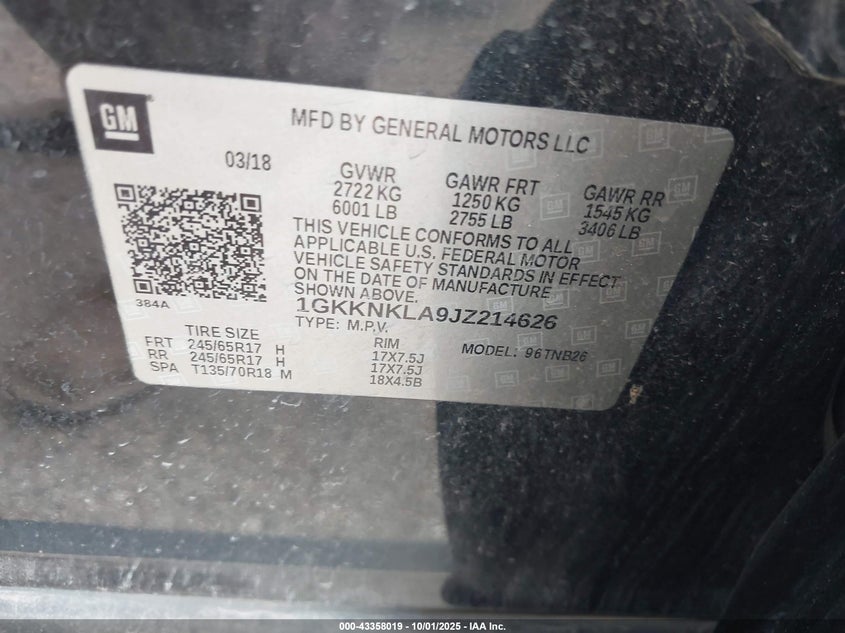 GM
MFD BY GENERAL MOTORS LLC
03/18
GVWR GAWR FRT GAWR RR
2722 KG 1250 KG 1545 KG
6001 LB 2755 LB 3406 LB
THIS VEHICLE CONFORMS TO ALL
APPLICABLE U.S. FEDERAL MOTOR
VEHICLE SAFETY STANDARDS IN EFFECT
ON THE DATE OF MANUFACTURE
SHOWN ABOVE.
384A
1GKKNKLA9JZ214626
TYPE: M.P.V. MODEL: 96TNB26
TIRE SIZE RIM
FRT 245/65R17 H 17X7.5J
RR 245/65R17 H 17X7.5J
SPA T135/70R18 M 18X4.5B
000-43358019 - 10/01/2025 - IAA Inc.